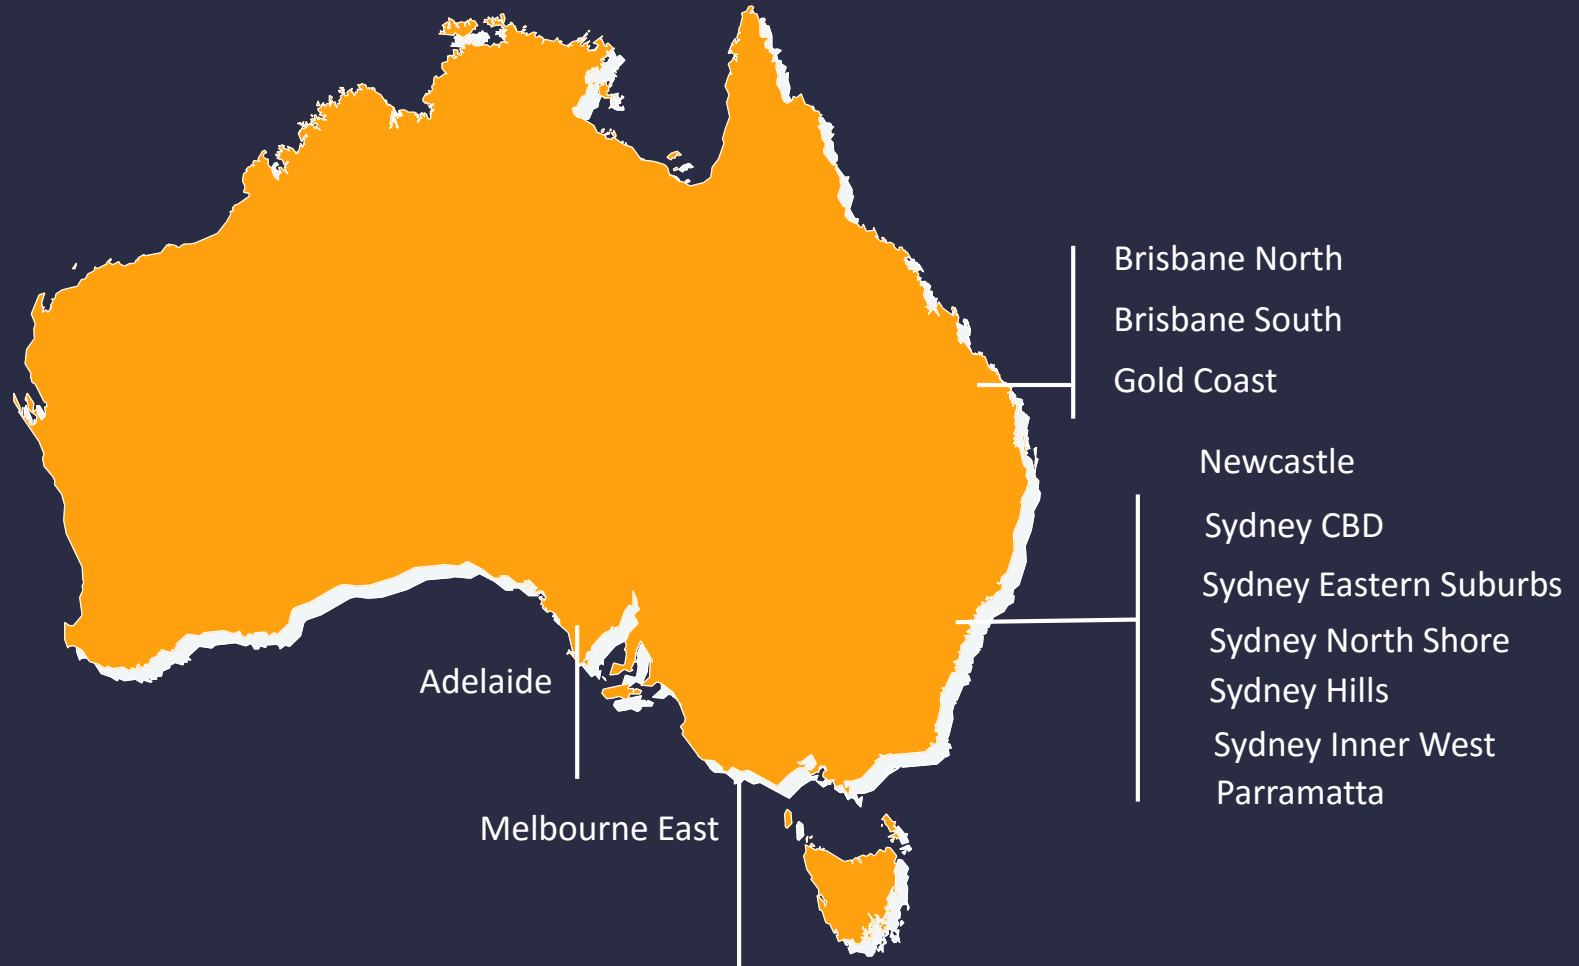 Brisbane North
Brisbane South
Gold Coast
Newcastle
Sydney CBD
Sydney Eastern Suburbs
Sydney North Shore
Sydney Hills
Sydney Inner West
Parramatta
Adelaide
Melbourne East